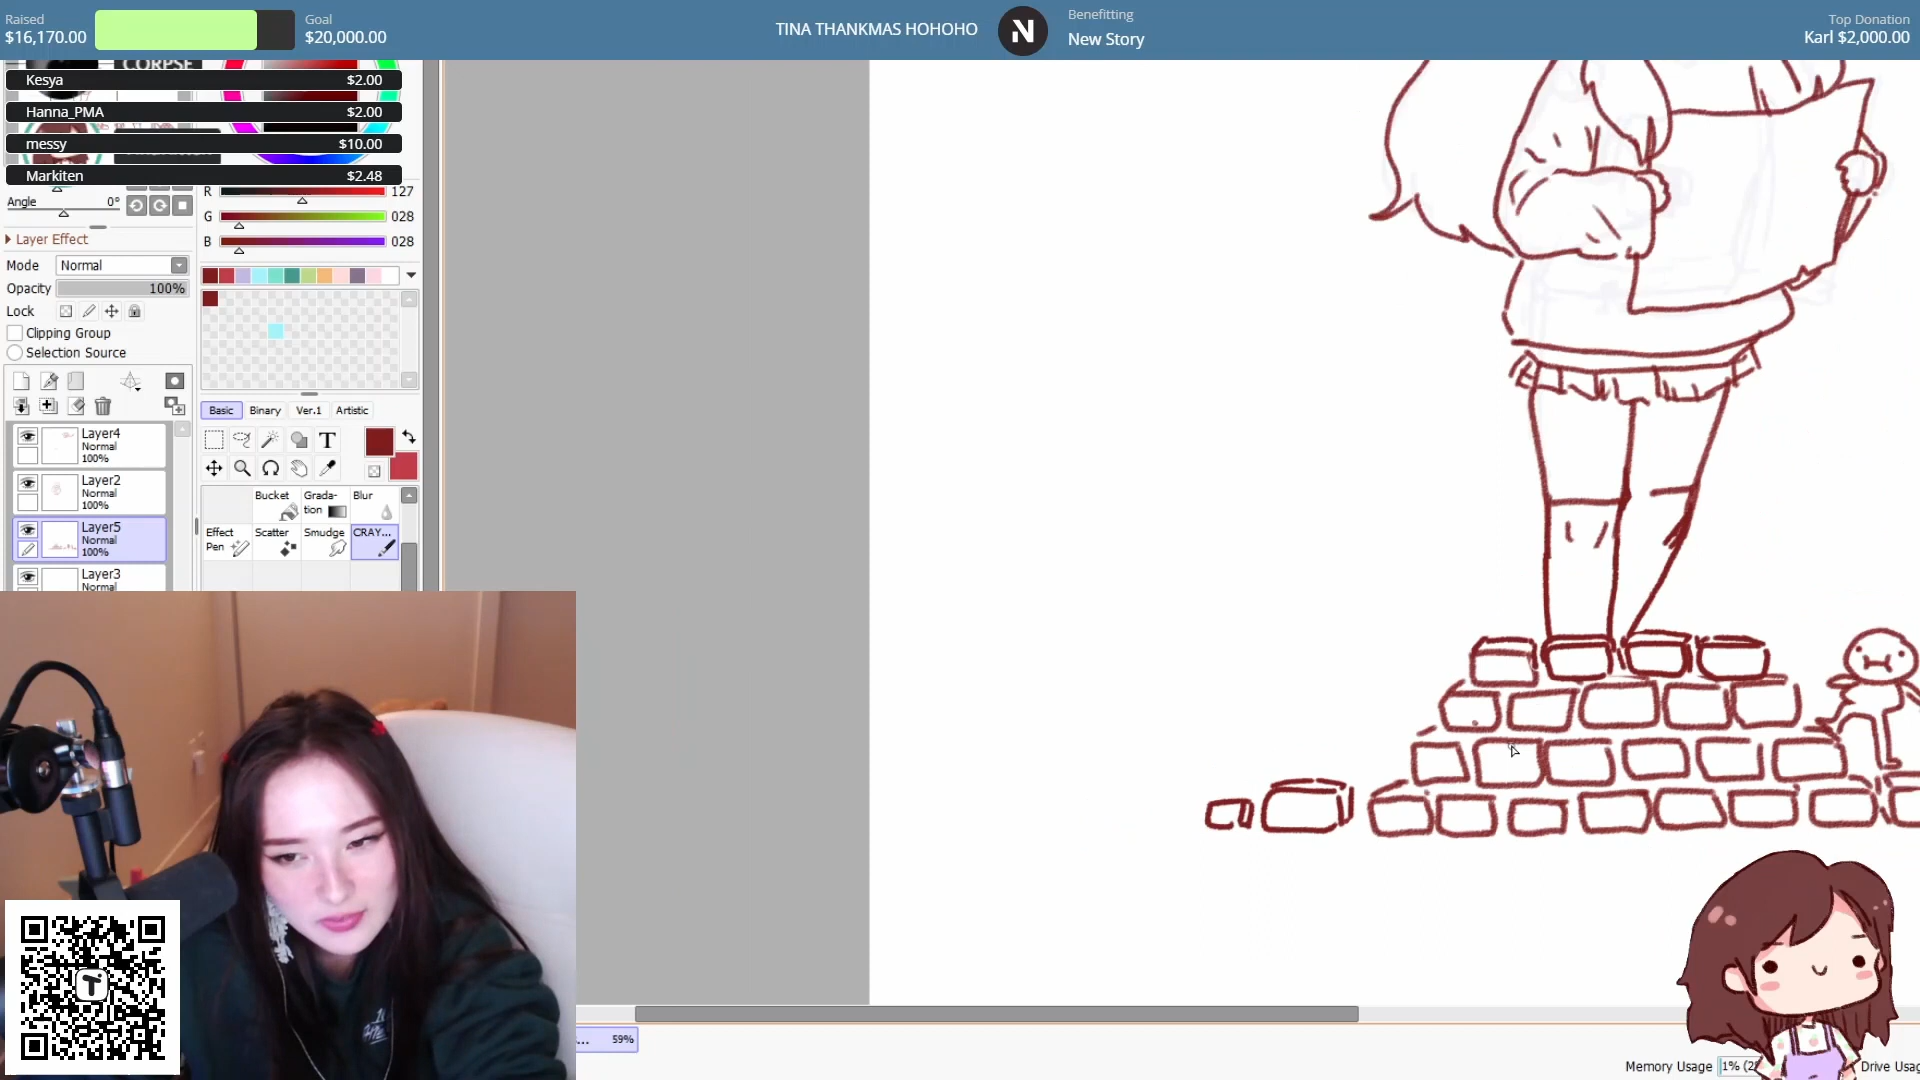 Raised
$16,170.00
Goal
$20,000.00
TINA THANKMAS HOHOHO
N
Benefitting
New Story
Top Donation
Karl $2,000.00
CORPSE
Kesya $2.00
Hanna_PMA $2.00
messy $10.00
Markiten $2.48
Angle 0°
R 127
G 028
B 028
Layer Effect
Mode Normal
Opacity 100%
Lock
Clipping Group
Selection Source
Basic Binary Ver.1 Artistic
T
Layer4
Normal
100%
Layer2
Normal
100%
Layer5
Normal
100%
Layer3
Normal
Bucket
Grada-
tion
Blur
Effect
Pen
Scatter
Smudge
CRAY...
T
... 59%
Memory Usage 1%